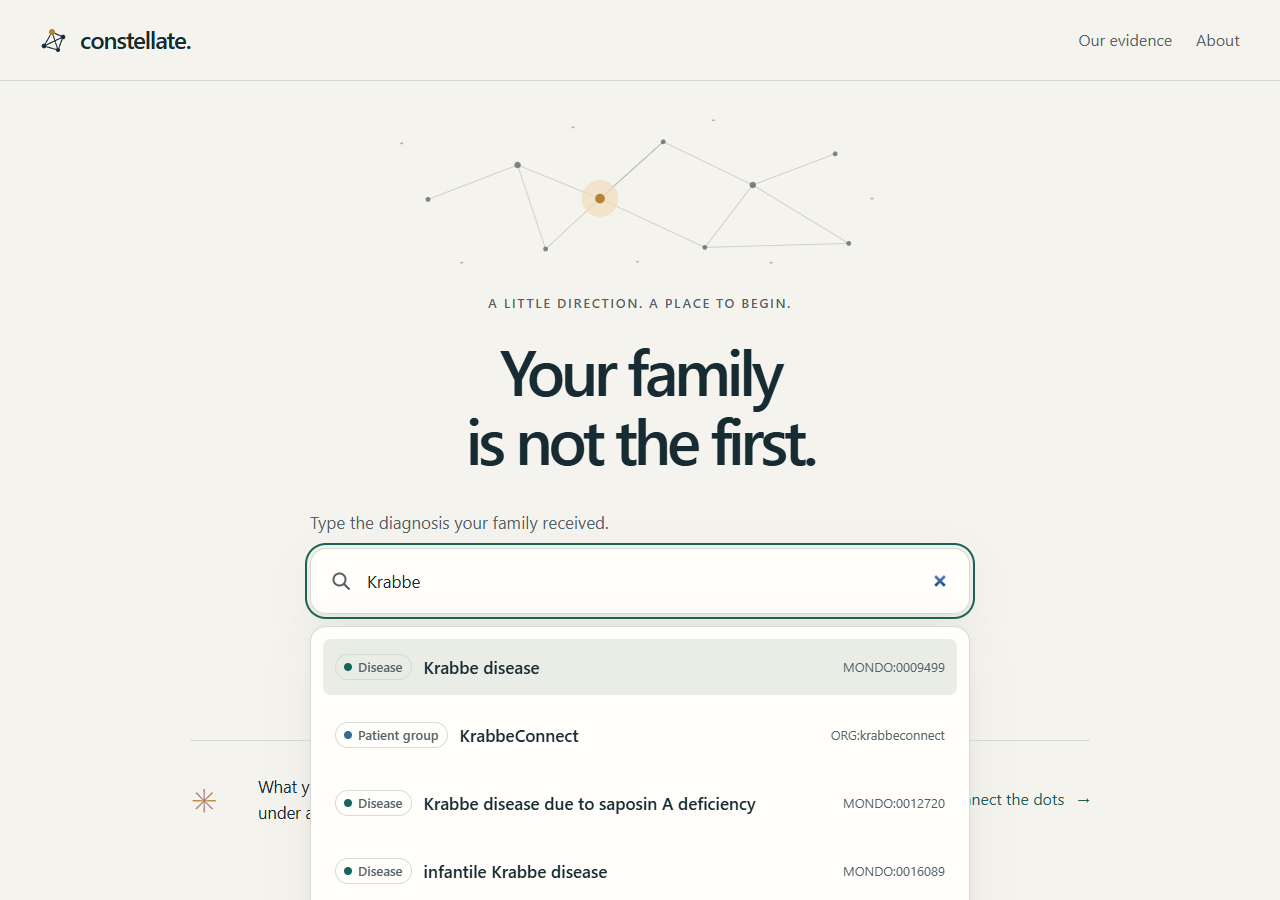 constellate.
Our evidence
About
A LITTLE DIRECTION. A PLACE TO BEGIN.
Your family
is not the first.
Type the diagnosis your family received.
Krabbe
Disease Krabbe disease MONDO:0009499
Patient group KrabbeConnect ORG:krabbeconnect
What
Disease Krabbe disease due to saposin A deficiency MONDO:0012720
the dots →
under
Disease infantile Krabbe disease MONDO:0016089